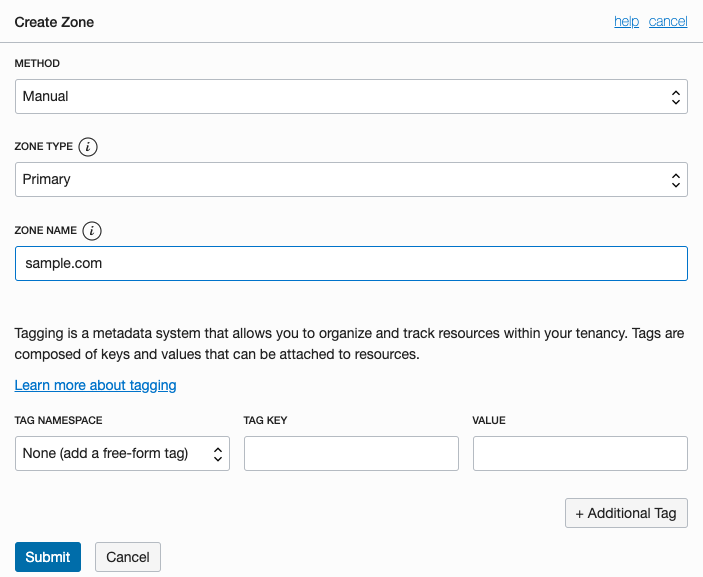 Create Zone help cancel
METHOD
Manual
ZONE TYPE i
Primary
ZONE NAME i
sample.com
Tagging is a metadata system that allows you to organize and track resources within your tenancy. Tags are
composed of keys and values that can be attached to resources.
Learn more about tagging
TAG NAMESPACE TAG KEY VALUE
None (add a free-form tag)
+ Additional Tag
Submit Cancel